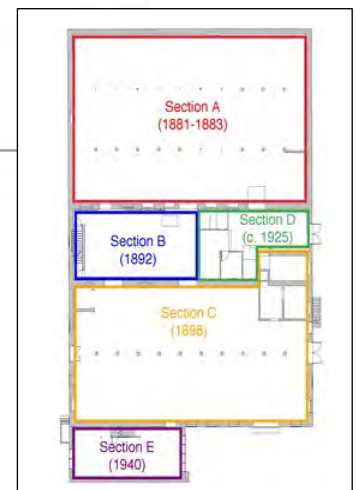 Section A
(1881-1883)
Section D
(c. 1925)
Section B
(1892)
Section C
(1898)
Section E
(1940)